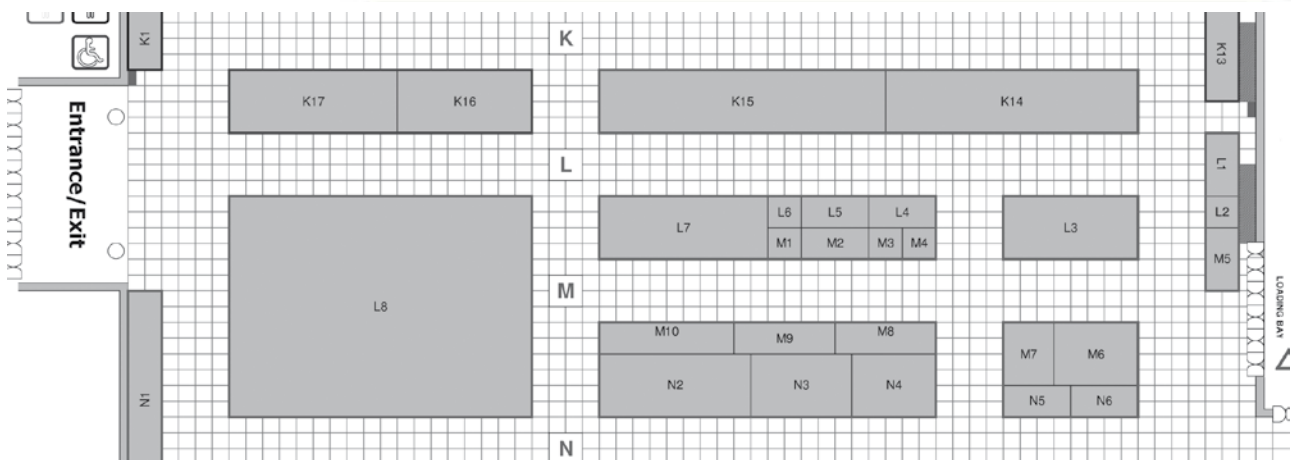 K1
K
K13
K17
K16
K15
K14
Entrance/Exit
L
L1
L6
L5
L4
L2
L7
L3
M1
M2
M3
M4
M5
M
L8
LOADING BAY
M10
M9
M8
M7
M6
N2
N3
N4
N5
N6
N1
N